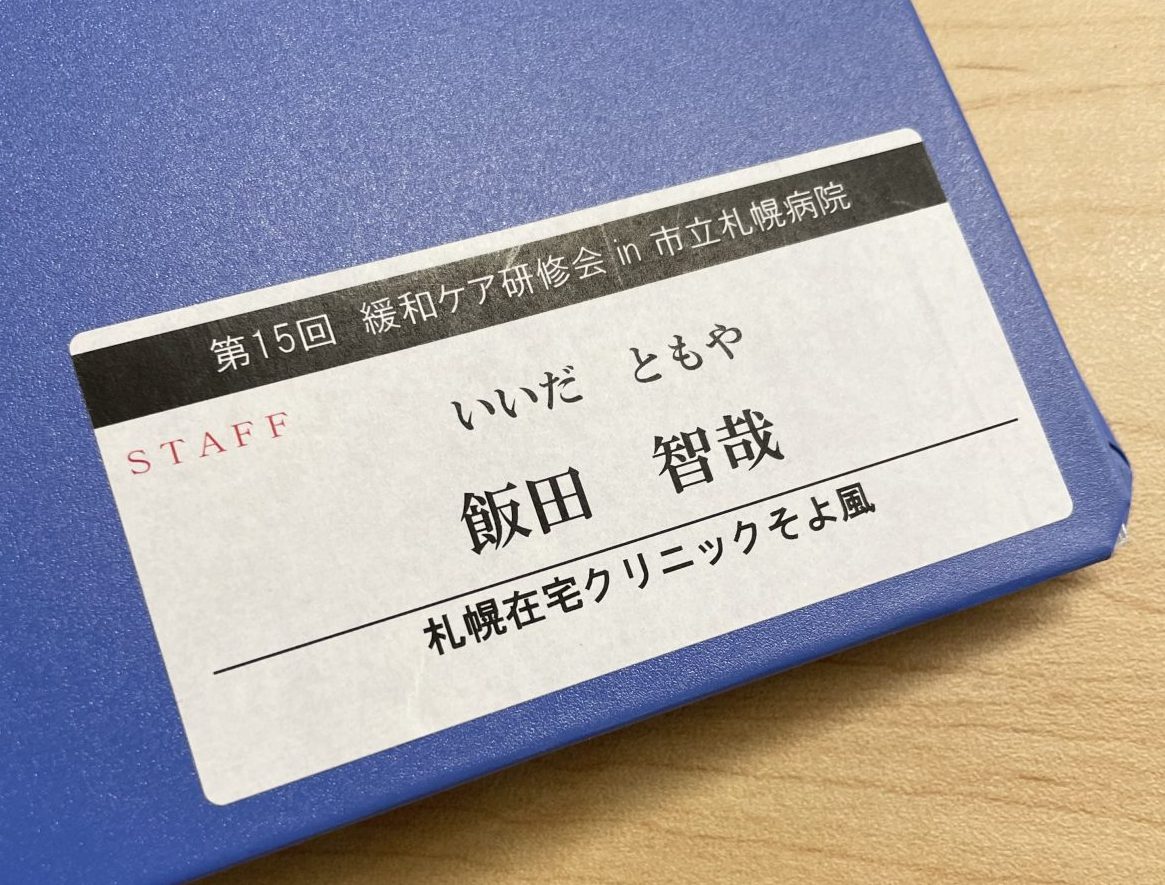 第15回 緩和ケア研修会 in 市立札幌病院
STAFF
いいだ ともや
飯田 智哉
札幌在宅クリニックそよ風